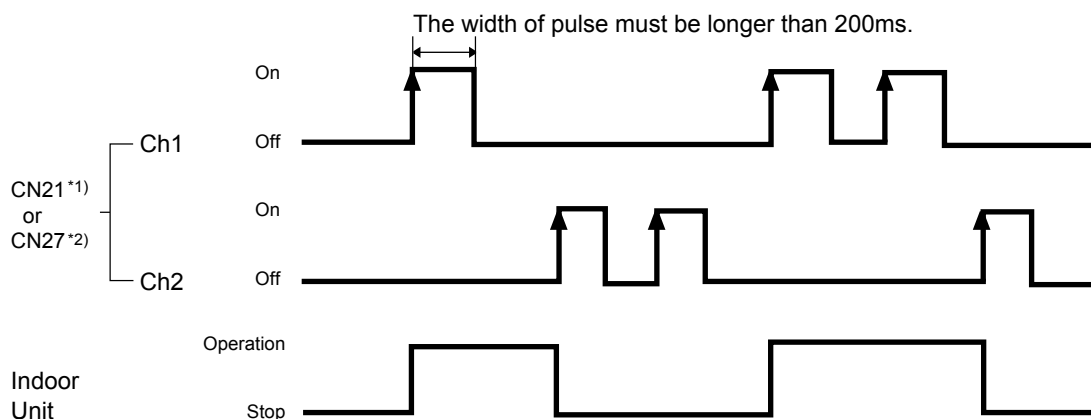 The width of pulse must be longer than 200ms.
On
Ch1
Off
CN21 *1)
or
CN27 *2)
On
Ch2
Off
Operation
Indoor
Unit
Stop